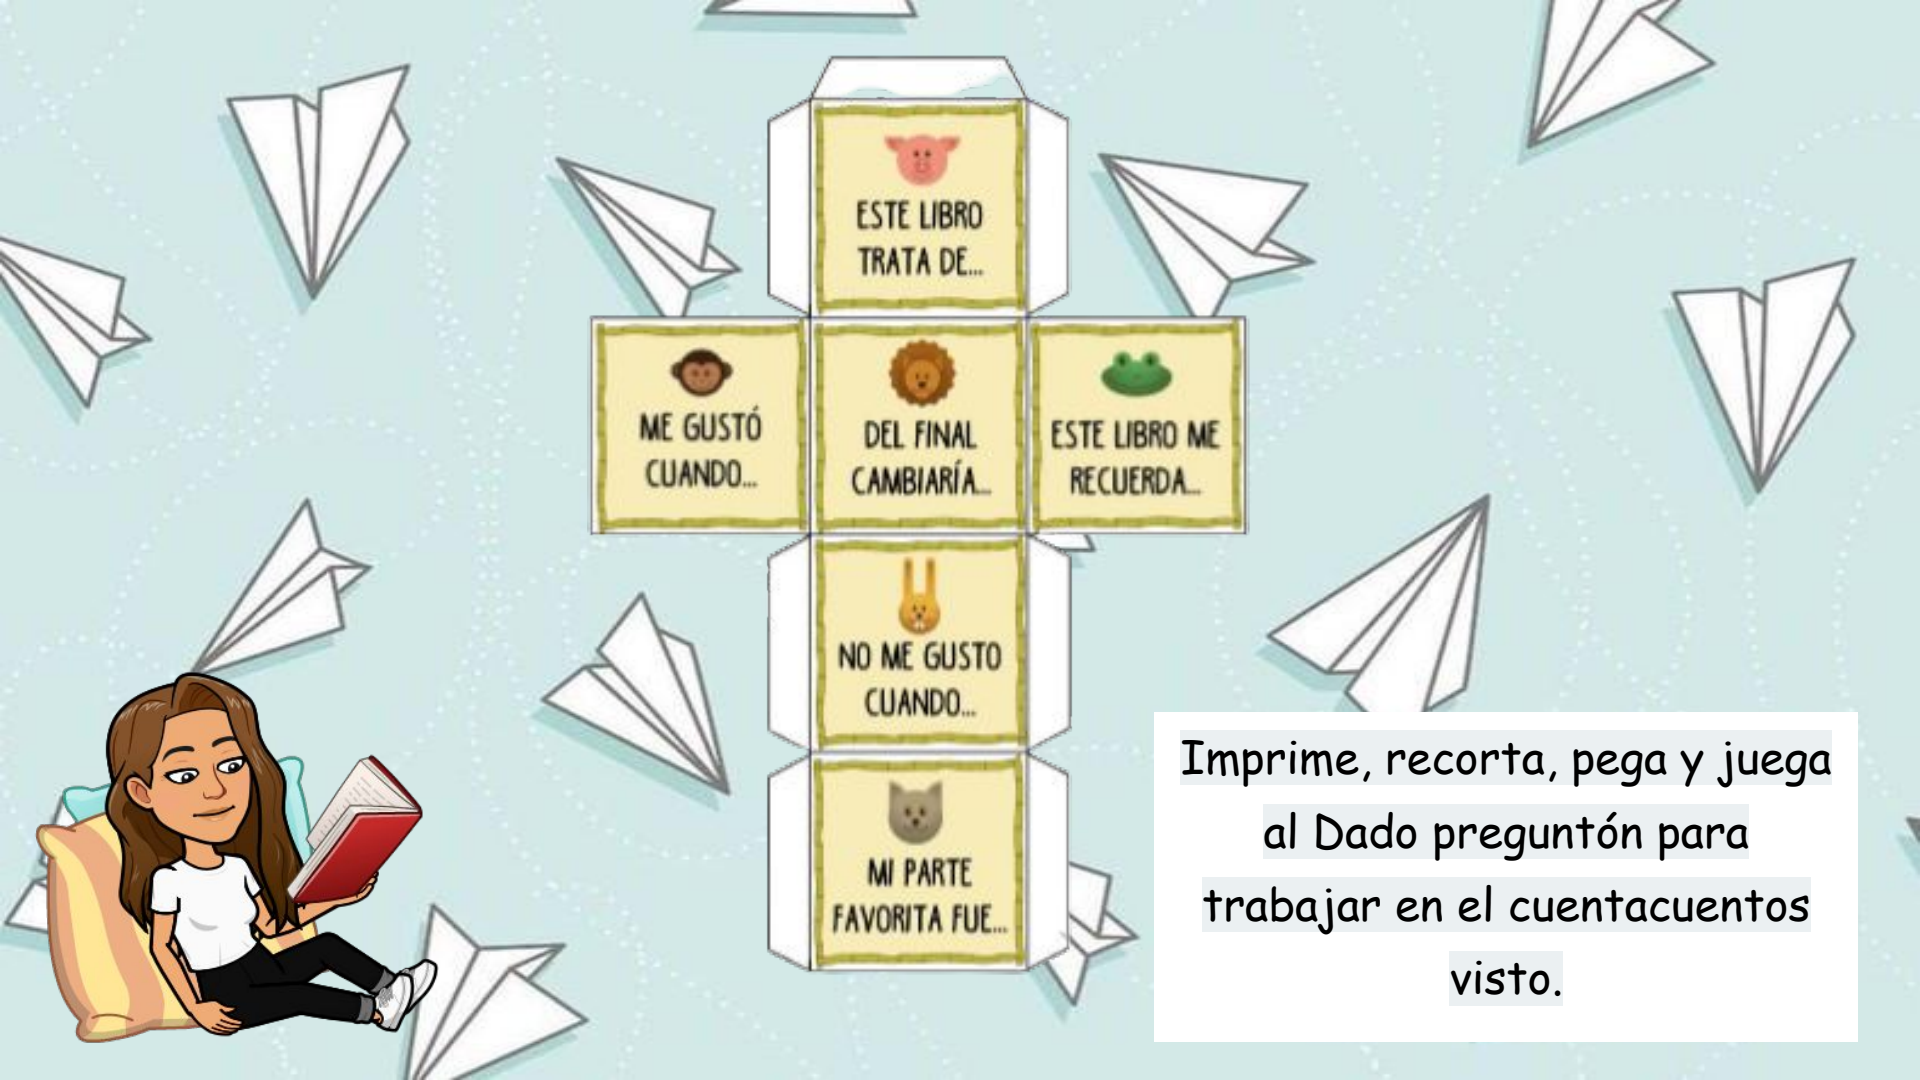 ESTE LIBRO
TRATA DE...
ME GUSTÓ
CUANDO...
DEL FINAL
CAMBIARÍA...
ESTE LIBRO ME
RECUERDA...
NO ME GUSTO
CUANDO...
MI PARTE
FAVORITA FUE...
Imprime, recorta, pega y juega
al Dado preguntón para
trabajar en el cuentacuentos
visto.